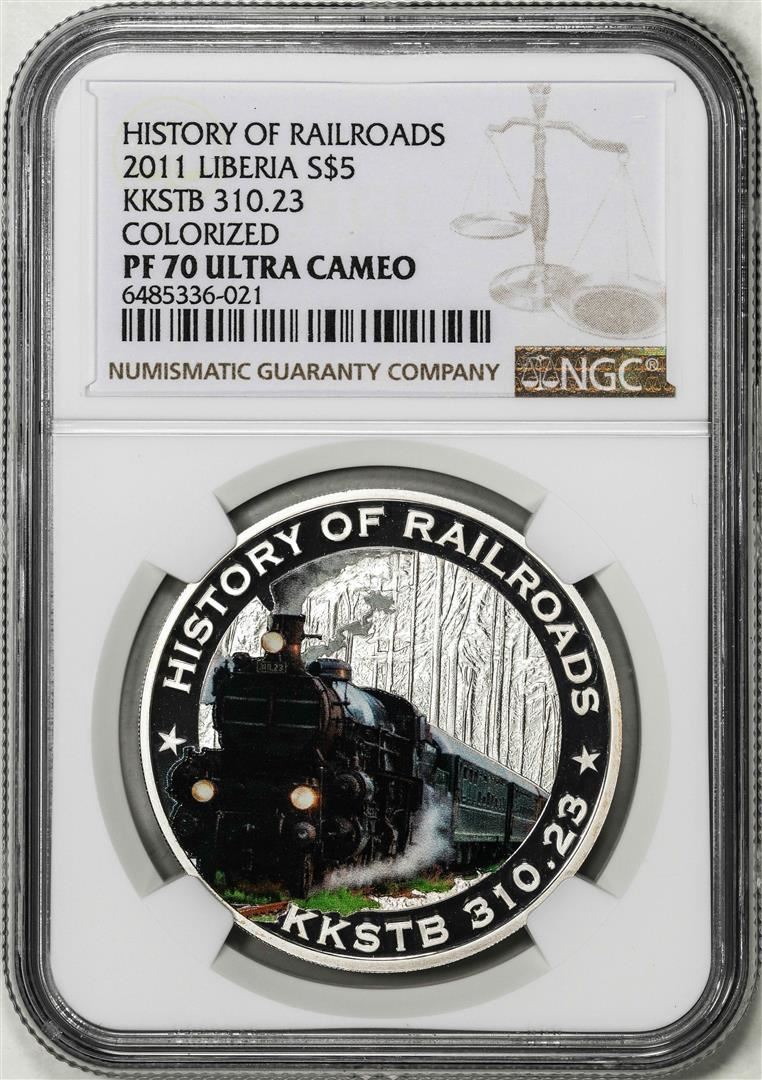 HISTORY OF RAILROADS
2011 LIBERIA S$5
KKSTB 310.23
COLORIZED
PF 70 ULTRA CAMEO
6485336-021
NUMISMATIC GUARANTY COMPANY
NGC®
HISTORY OF RAILROADS
310.23
KKSTB 310.23